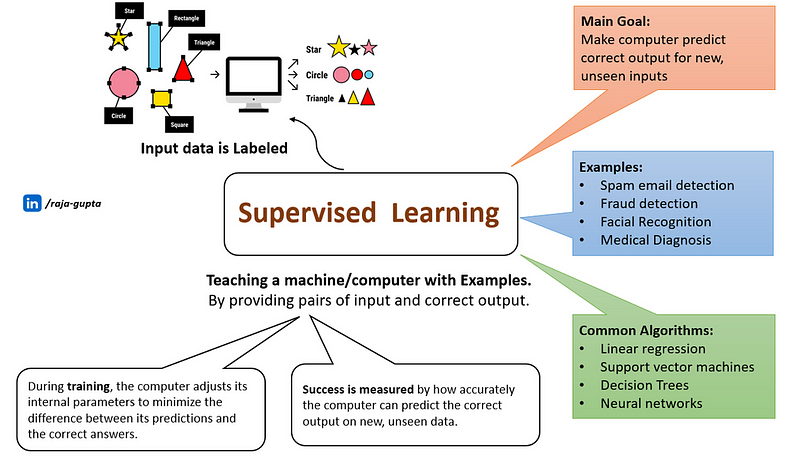 Star
Rectangle
Triangle
Circle
Square
Star
Circle
Triangle
Input data is Labeled
in /raja-gupta
Supervised Learning
Teaching a machine/computer with Examples.
By providing pairs of input and correct output.
During training, the computer adjusts its
internal parameters to minimize the
difference between its predictions and
the correct answers.
Success is measured by how accurately
the computer can predict the correct
output on new, unseen data.
Main Goal:
Make computer predict
correct output for new,
unseen inputs
Examples:
• Spam email detection
• Fraud detection
• Facial Recognition
• Medical Diagnosis
Common Algorithms:
• Linear regression
• Support vector machines
• Decision Trees
• Neural networks